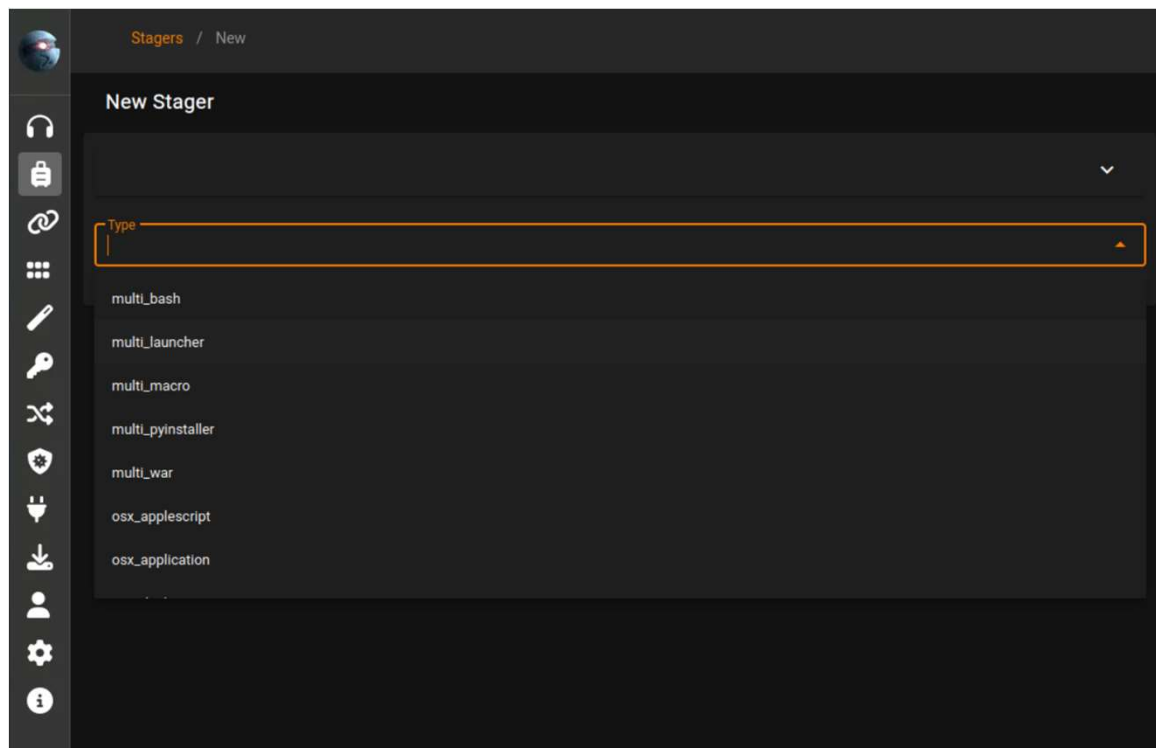 Stagers / New
New Stager
Type
multi_bash
multi_launcher
multi_macro
multi_pyinstaller
multi_war
osx_applescript
osx_application